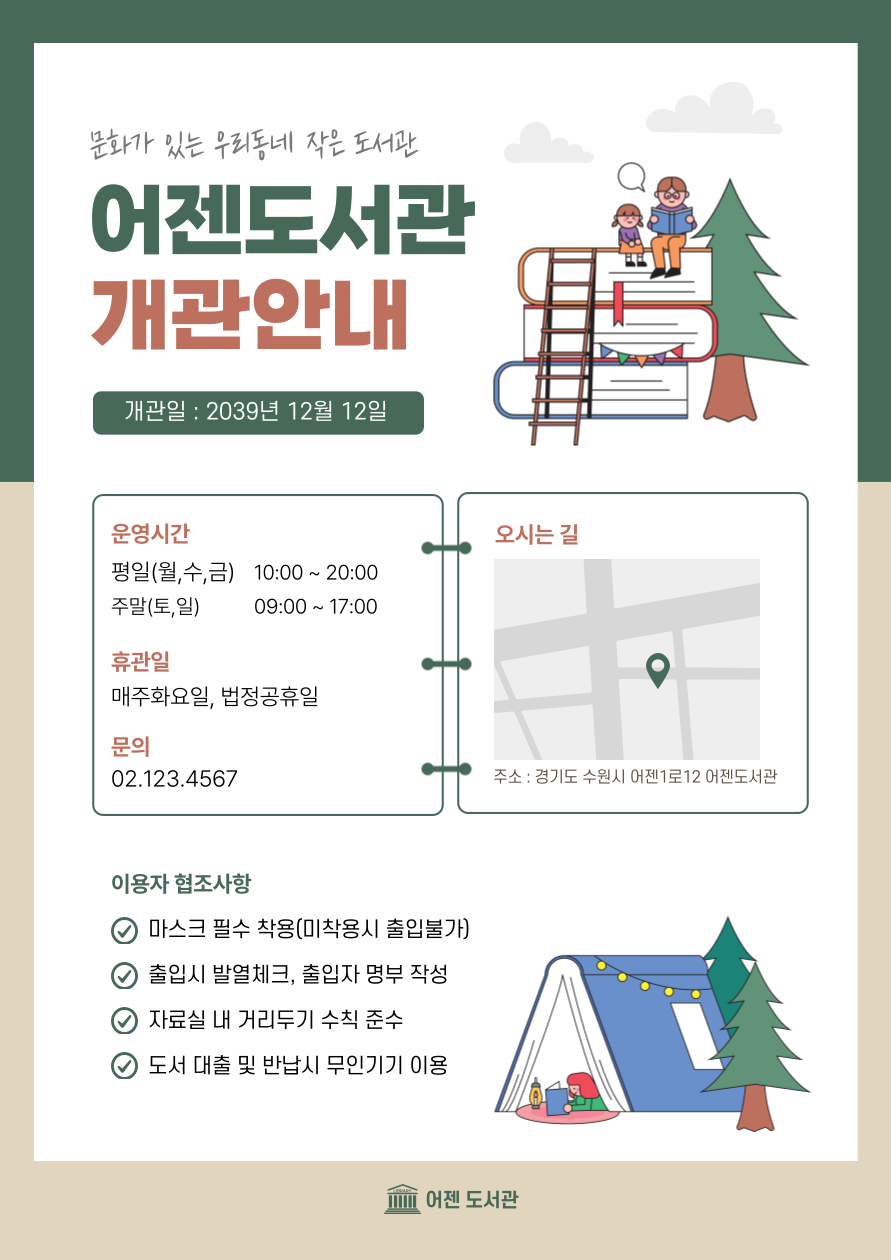 문화가 있는 우리동네 작은 도서관
어젠도서관
개관안내
개관일 : 2039년 12월 12일
운영시간
평일(월,수,금) 10:00 ~ 20:00
주말(토,일) 09:00 ~ 17:00
휴관일
매주화요일, 법정공휴일
문의
02.123.4567
오시는 길
주소 : 경기도 수원시 어젠1로12 어젠도서관
이용자 협조사항
마스크 필수 착용(미착용시 출입불가)
출입시 발열체크, 출입자 명부 작성
자료실 내 거리두기 수칙 준수
도서 대출 및 반납시 무인기기 이용
LIBRARY
어젠 도서관